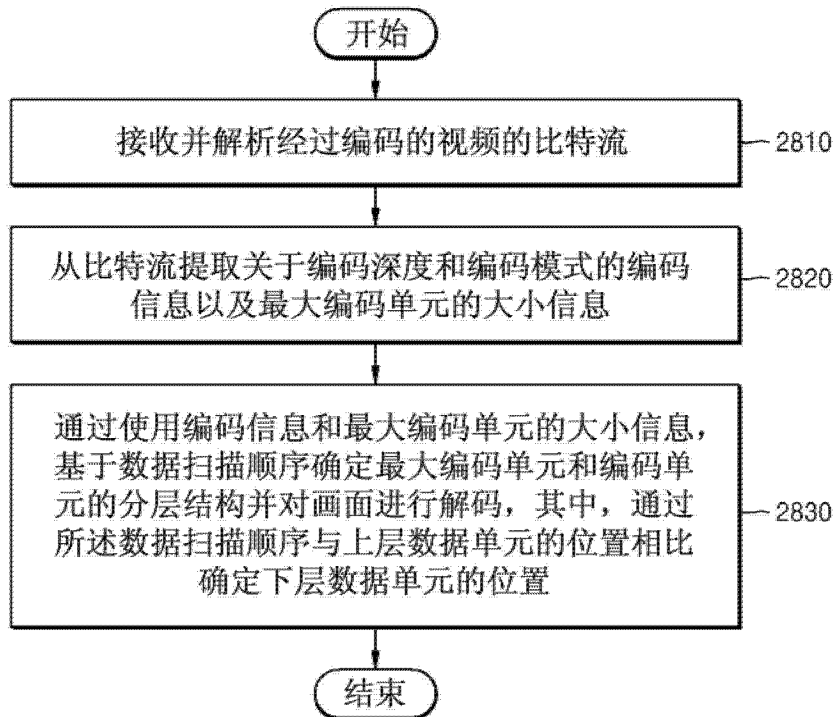 开始
接收并解析经过编码的视频的比特流
2810
从比特流提取关于编码深度和编码模式的编码
信息以及最大编码单元的大小信息
2820
通过使用编码信息和最大编码单元的大小信息，
基于数据扫描顺序确定最大编码单元和编码单
元的分层结构并对画面进行解码，其中，通过
所述数据扫描顺序与上层数据单元的位置相比
确定下层数据单元的位置
2830
结束